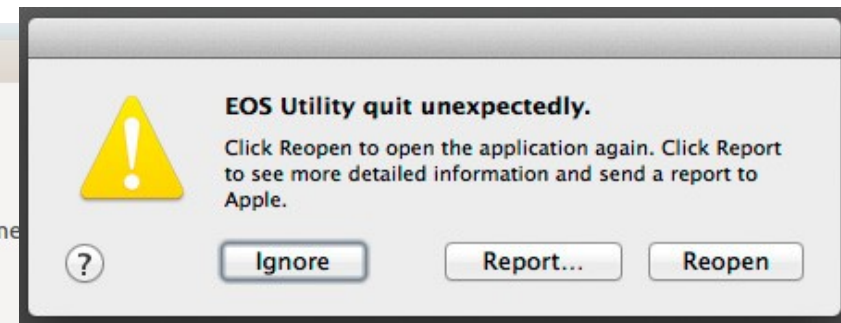 EOS Utility quit unexpectedly.
Click Reopen to open the application again. Click Report
to see more detailed information and send a report to
Apple.
ne
?
Ignore
Report...
Reopen